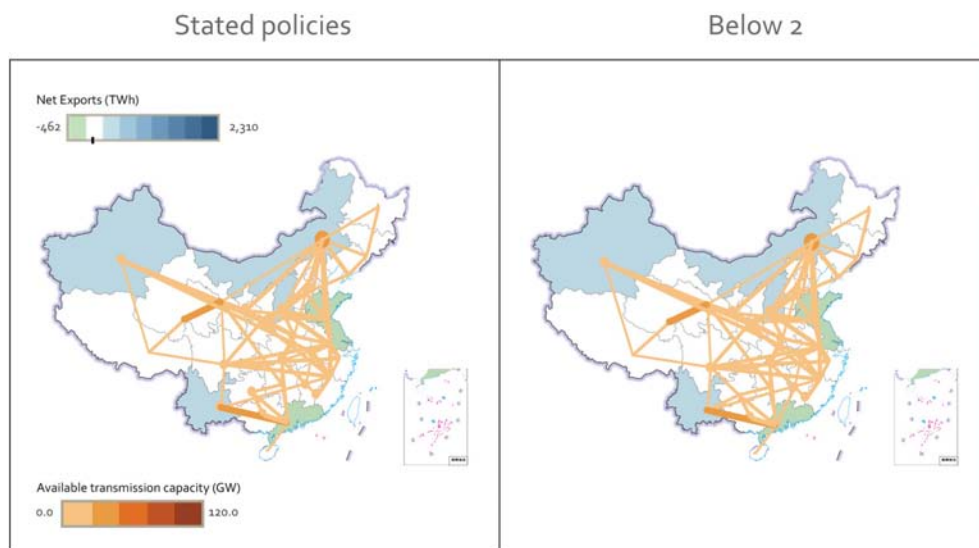 Stated policies
Below 2
Net Exports (TWh)
-462
2,310
Available transmission capacity (GW)
0.0
120.0